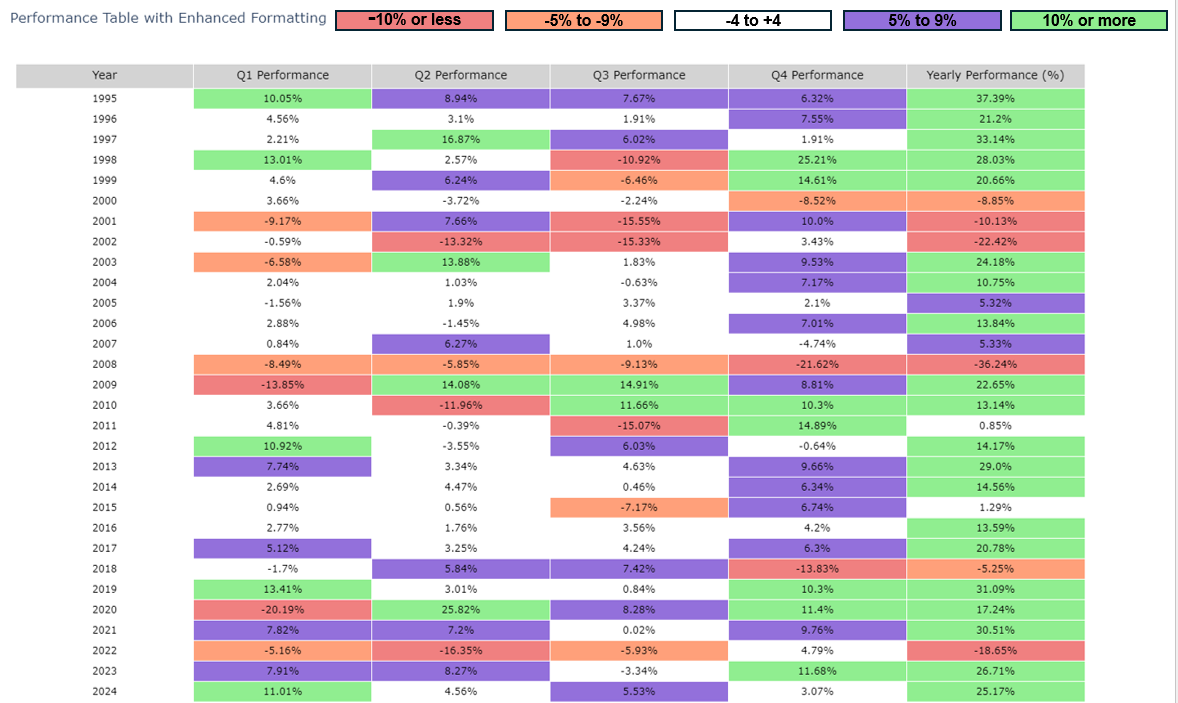 Performance Table with Enhanced Formatting -10% or less -5% to -9% -4 to +4 5% to 9% 10% or more
Year Q1 Performance Q2 Performance Q3 Performance Q4 Performance Yearly Performance (%)
1995 10.05% 8.94% 7.67% 6.32% 37.39%
1996 4.56% 3.1% 1.91% 7.55% 21.2%
1997 2.21% 16.87% 6.02% 1.91% 33.14%
1998 13.01% 2.57% -10.92% 25.21% 28.03%
1999 4.6% 6.24% -6.46% 14.61% 20.66%
2000 3.66% -3.72% -2.24% -8.52% -8.85%
2001 -9.17% 7.66% -15.55% 10.0% -10.13%
2002 -0.59% -13.32% -15.33% 3.43% -22.42%
2003 -6.58% 13.88% 1.83% 9.53% 24.18%
2004 2.04% 1.03% -0.63% 7.17% 10.75%
2005 -1.56% 1.9% 3.37% 2.1% 5.32%
2006 2.88% -1.45% 4.98% 7.01% 13.84%
2007 0.84% 6.27% 1.0% -4.74% 5.33%
2008 -8.49% -5.85% -9.13% -21.62% -36.24%
2009 -13.85% 14.08% 14.91% 8.81% 22.65%
2010 3.66% -11.96% 11.66% 10.3% 13.14%
2011 4.81% -0.39% -15.07% 14.89% 0.85%
2012 10.92% -3.55% 6.03% -0.64% 14.17%
2013 7.74% 3.34% 4.63% 9.66% 29.0%
2014 2.69% 4.47% 0.46% 6.34% 14.56%
2015 0.94% 0.56% -7.17% 6.74% 1.29%
2016 2.77% 1.76% 3.56% 4.2% 13.59%
2017 5.12% 3.25% 4.24% 6.3% 20.78%
2018 -1.7% 5.84% 7.42% -13.83% -5.25%
2019 13.41% 3.01% 0.84% 10.3% 31.09%
2020 -20.19% 25.82% 8.28% 11.4% 17.24%
2021 7.82% 7.2% 0.02% 9.76% 30.51%
2022 -5.16% -16.35% -5.93% 4.79% -18.65%
2023 7.91% 8.27% -3.34% 11.68% 26.71%
2024 11.01% 4.56% 5.53% 3.07% 25.17%